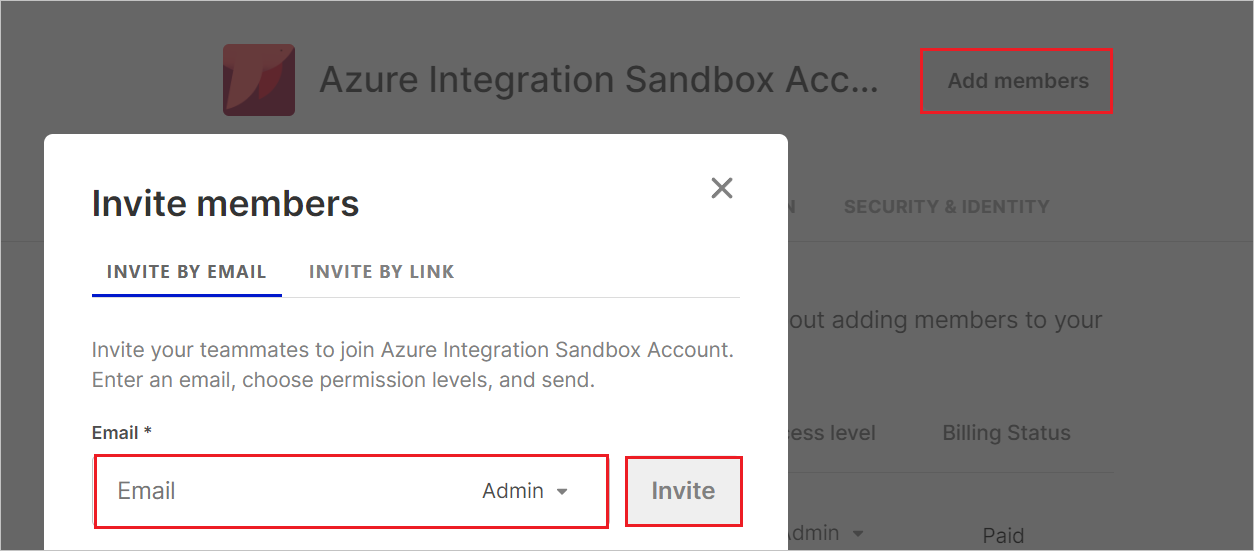 Azure Integration Sandbox Acc...
Add members
Invite members
SECURITY & IDENTITY
INVITE BY EMAIL
INVITE BY LINK
out adding members to your
Invite your teammates to join Azure Integration Sandbox Account.
Enter an email, choose permission levels, and send.
Email *
cess level
Billing Status
Email
Admin
Invite
Admin
Paid